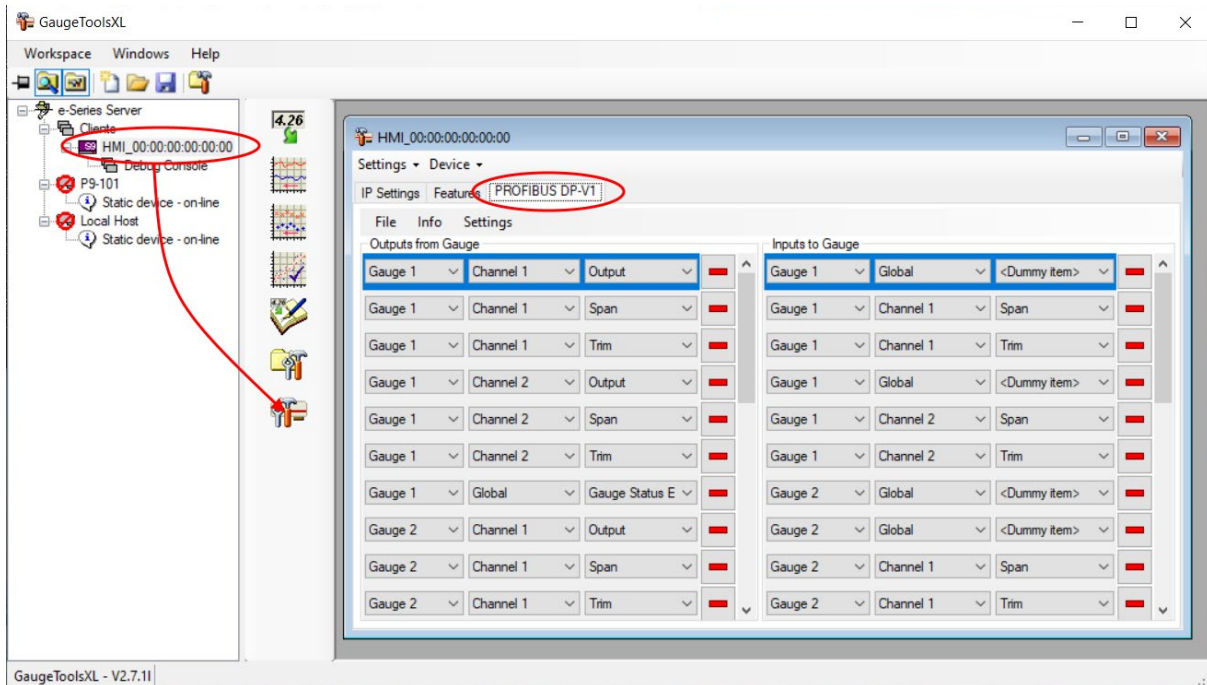 GaugeToolsXL
Workspace Windows Help
e-Series Server
Cliente
HMI_00:00:00:00:00:00
Debug Console
P9-101
Static device - on-line
Local Host
Static device - on-line
4.26
HMI_00:00:00:00:00:00
Settings Device
IP Settings Features PROFIBUS DP-V1
File Info Settings
Outputs from Gauge Inputs to Gauge
Gauge 1 Channel 1 Output Gauge 1 Global <Dummy item>
Gauge 1 Channel 1 Span Gauge 1 Channel 1 Span
Gauge 1 Channel 1 Trim Gauge 1 Channel 1 Trim
Gauge 1 Channel 2 Output Gauge 1 Global <Dummy item>
Gauge 1 Channel 2 Span Gauge 1 Channel 2 Span
Gauge 1 Channel 2 Trim Gauge 1 Channel 2 Trim
Gauge 1 Global Gauge Status E Gauge 2 Global <Dummy item>
Gauge 2 Channel 1 Output Gauge 2 Global <Dummy item>
Gauge 2 Channel 1 Span Gauge 2 Channel 1 Span
Gauge 2 Channel 1 Trim Gauge 2 Channel 1 Trim
GaugeToolsXL - V2.7.1I